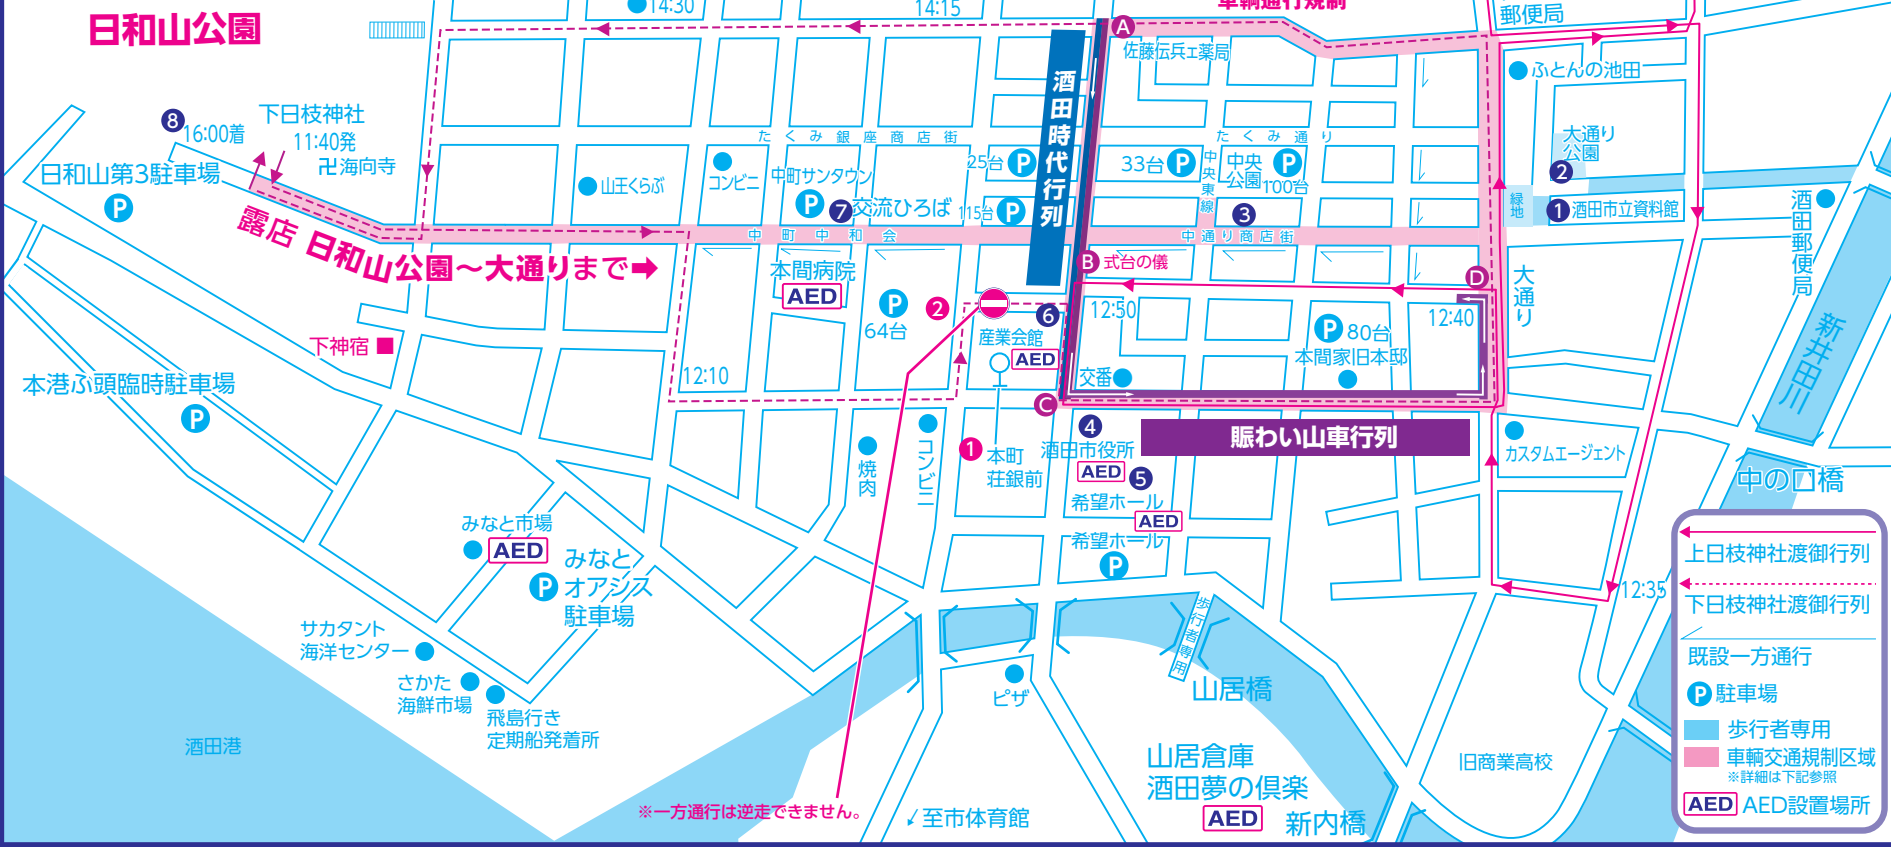 日和山公園
14:30
14:15
車輌通行規制
郵便局
A
佐藤伝兵エ薬局
ふとんの池田
酒田時代行列
下日枝神社
8
16:00着
11:40発
卍海向寺
日和山第3駐車場
P
たくみ銀座商店街
たくみ通り
大通り
公園
2
山王くらぶ
コンビニ
中町サンタウン
P
7
交流ひろば
25台
P
115台
P
33台
P
中央東線
中央
公園
P
100台
3
緑地
1
酒田市立資料館
酒田郵便局
露店 日和山公園～大通りまで➡
中町中和会
中通り商店街
B
式台の儀
D
大通り
本間病院
AED
P
64台
2
6
産業会館
AED
12:50
12:40
P
80台
本間家旧本邸
新井田川
下神宿
本港ふ頭臨時駐車場
P
12:10
交番
C
賑わい山車行列
カスタムエージェント
中の口橋
焼肉
コンビニ
1
本町
荘銀前
4
酒田市役所
AED
5
希望ホール
AED
希望ホール
P
みなと市場
AED
P
みなと
オアシス
駐車場
サカタント
海洋センター
さかた
海鮮市場
飛島行き
定期船発着所
酒田港
ピザ
歩行者専用
山居橋
12:35
山居倉庫
酒田夢の倶楽
AED
新内橋
旧商業高校
至市体育館
※一方通行は逆走できません。
上日枝神社渡御行列
下日枝神社渡御行列
既設一方通行
P
駐車場
歩行者専用
車輌交通規制区域
※詳細は下記参照
AED
AED設置場所